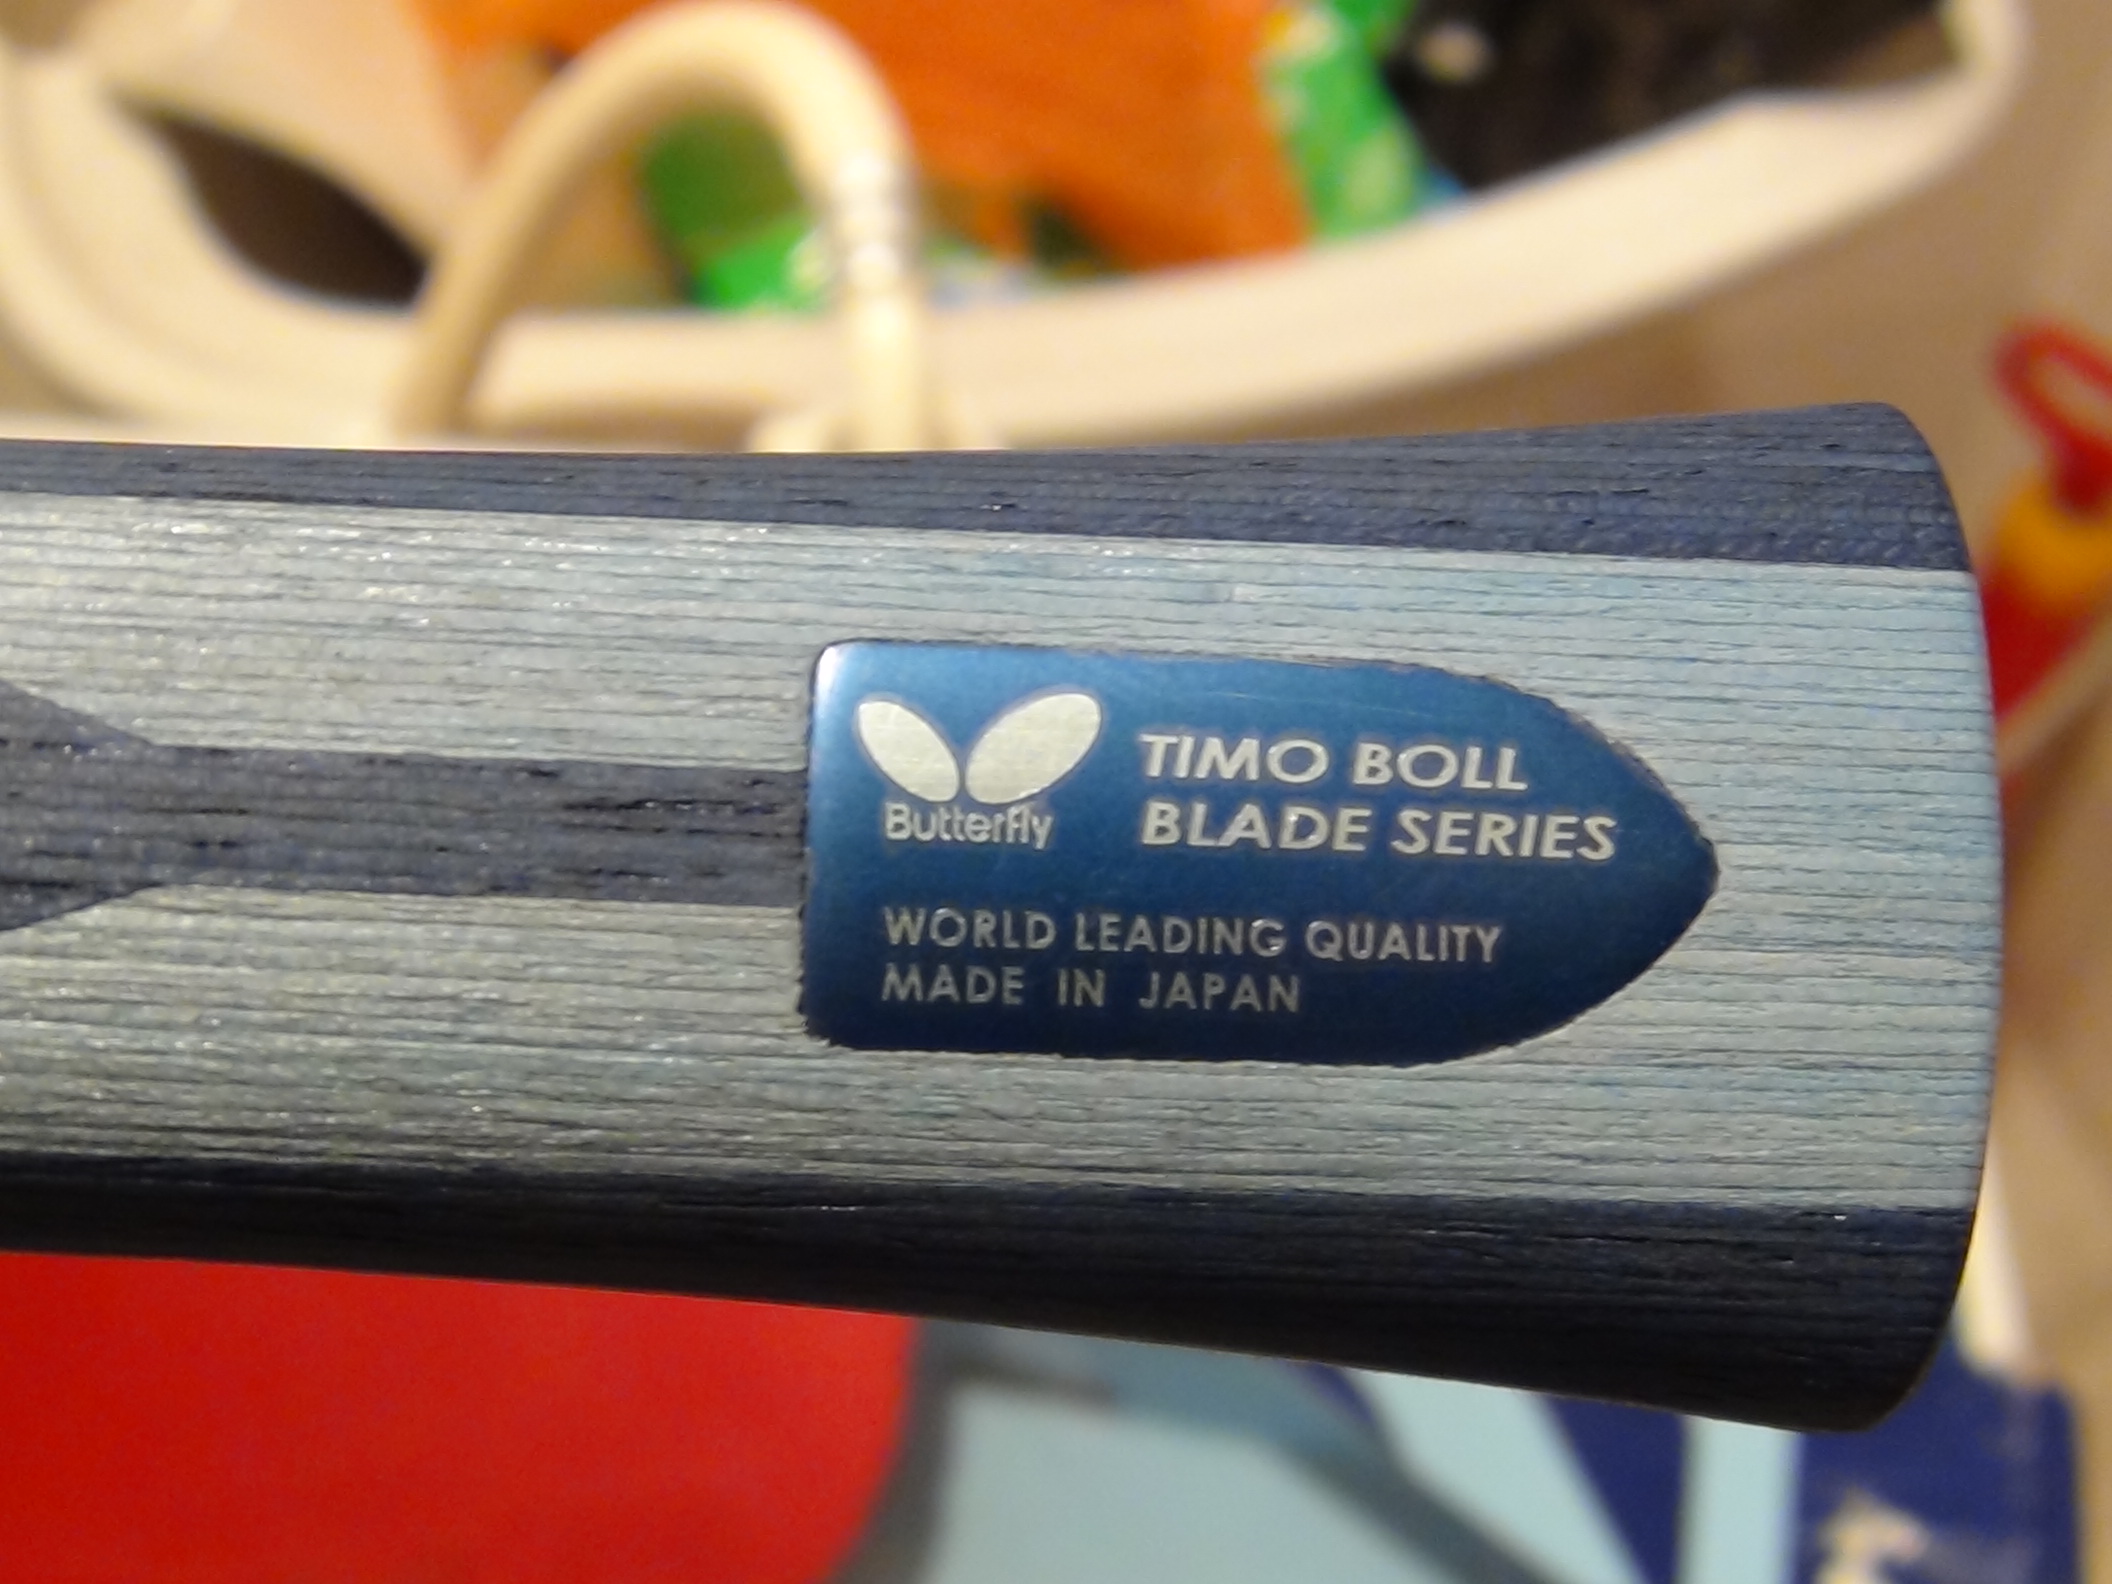 Butterfly
TIMO BOLL
BLADE SERIES
WORLD LEADING QUALITY
MADE IN JAPAN